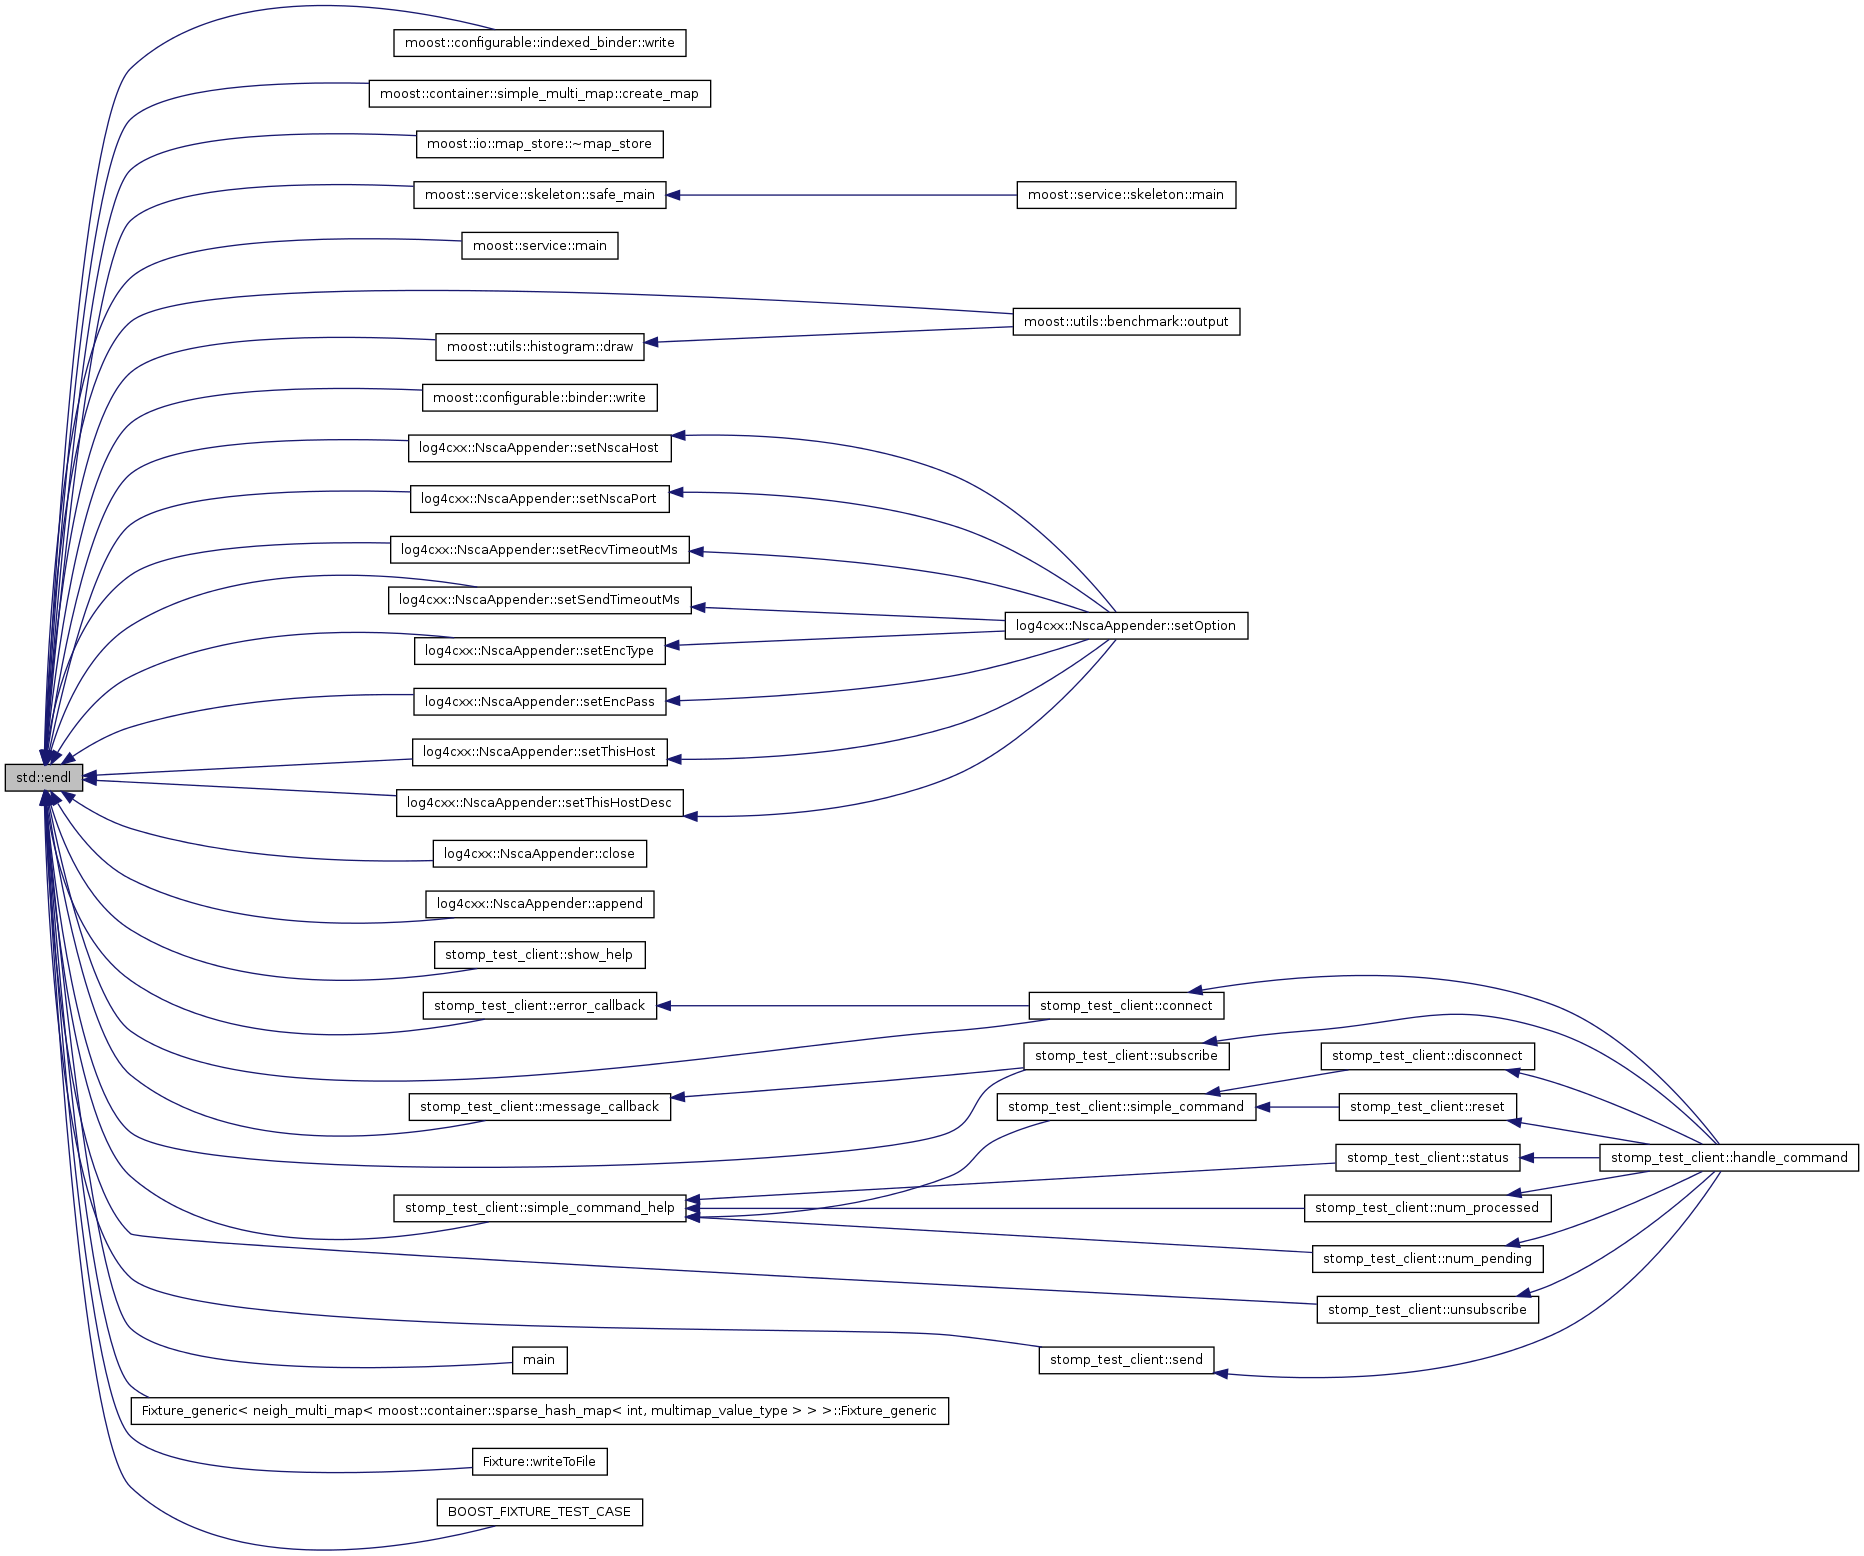 moost::configurable::indexed_binder::write
moost::container::simple_multi_map::create_map
moost::io::map_store::~map_store
moost::service::skeleton::safe_main
moost::service::skeleton::main
moost::service::main
moost::utils::benchmark::output
moost::utils::histogram::draw
moost::configurable::binder::write
log4cxx::NscaAppender::setNscaHost
log4cxx::NscaAppender::setNscaPort
log4cxx::NscaAppender::setRecvTimeoutMs
log4cxx::NscaAppender::setSendTimeoutMs
log4cxx::NscaAppender::setOption
log4cxx::NscaAppender::setEncType
log4cxx::NscaAppender::setEncPass
log4cxx::NscaAppender::setThisHost
std::endl
log4cxx::NscaAppender::setThisHostDesc
log4cxx::NscaAppender::close
log4cxx::NscaAppender::append
stomp_test_client::show_help
stomp_test_client::error_callback
stomp_test_client::connect
stomp_test_client::subscribe
stomp_test_client::disconnect
stomp_test_client::message_callback
stomp_test_client::simple_command
stomp_test_client::reset
stomp_test_client::status
stomp_test_client::handle_command
stomp_test_client::simple_command_help
stomp_test_client::num_processed
stomp_test_client::num_pending
stomp_test_client::unsubscribe
main
stomp_test_client::send
Fixture_generic< neigh_multi_map< moost::container::sparse_hash_map< int, multimap_value_type > > >::Fixture_generic
Fixture::writeToFile
BOOST_FIXTURE_TEST_CASE